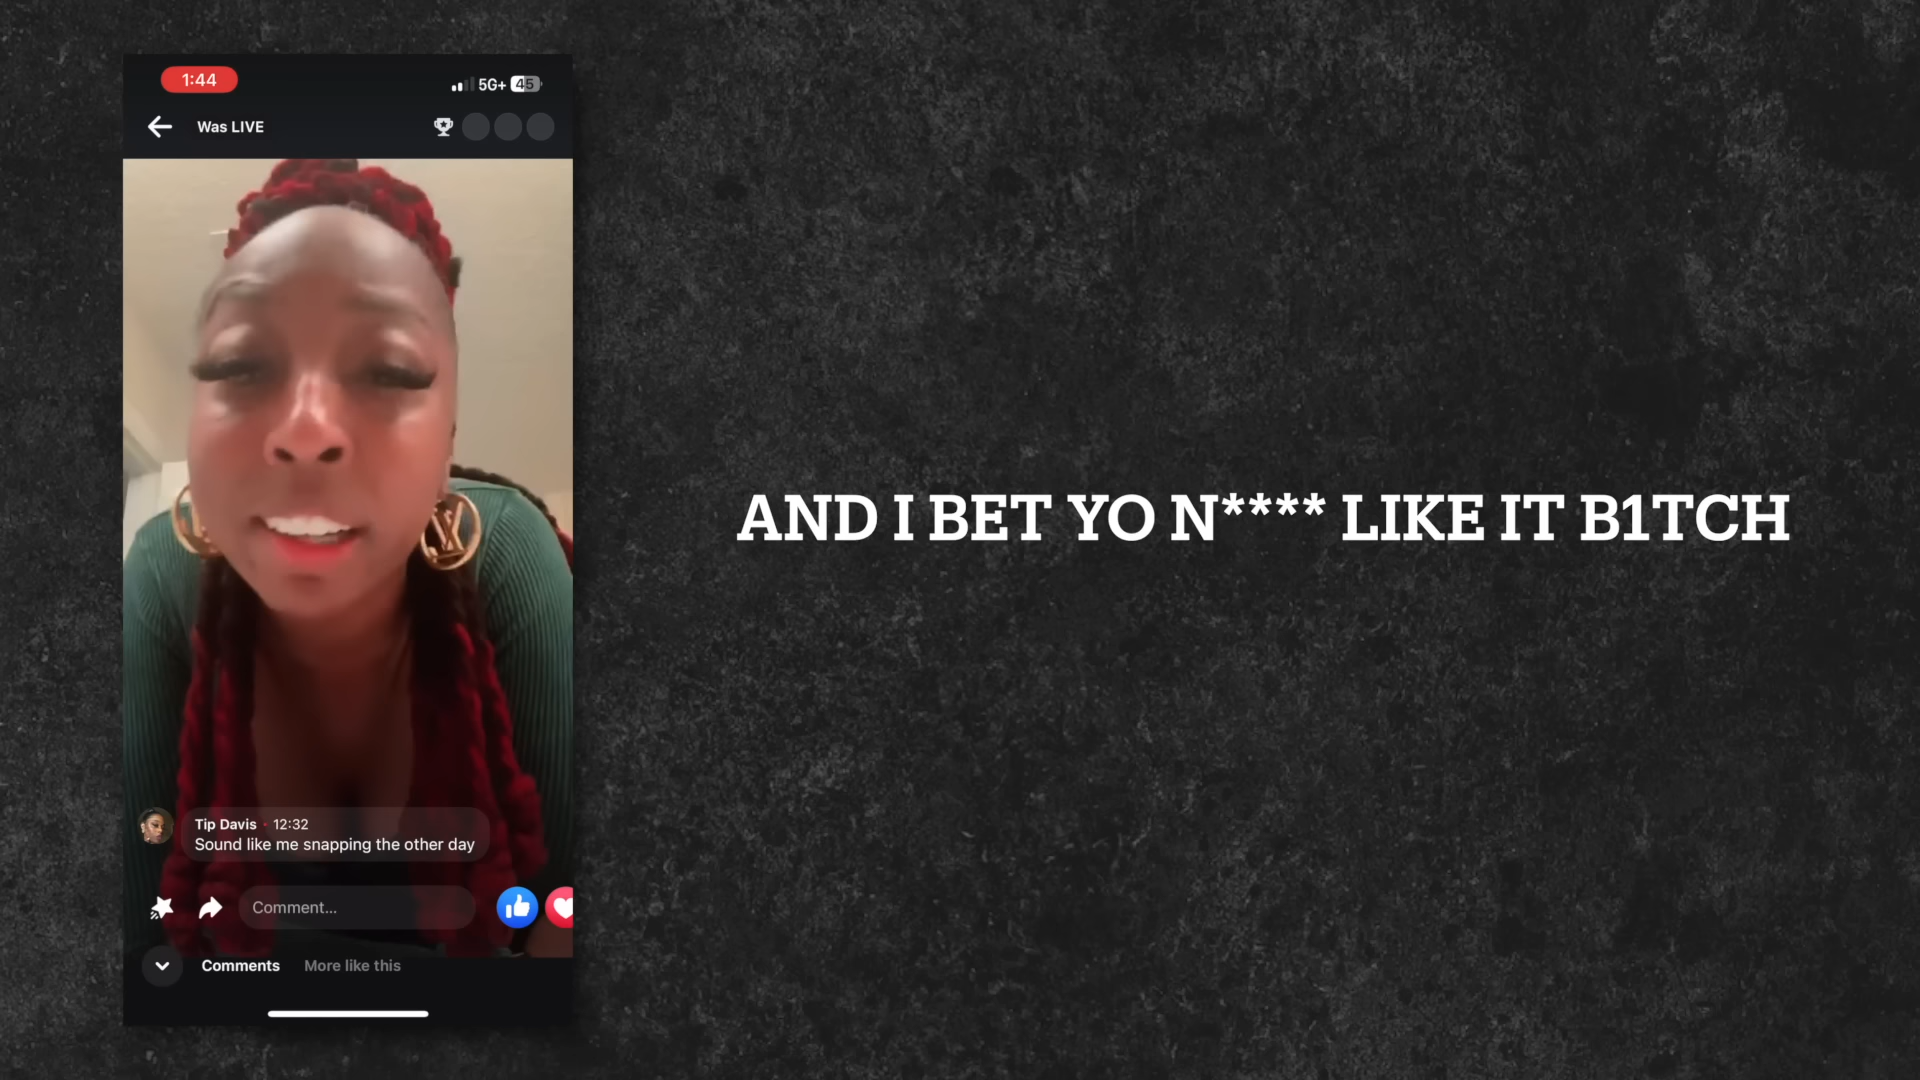 1:44
5G+ 45
Was LIVE
AND I BET YO N**** LIKE IT B1TCH
Tip Davis · 12:32
Sound like me snapping the other day
Comment...
Comments More like this